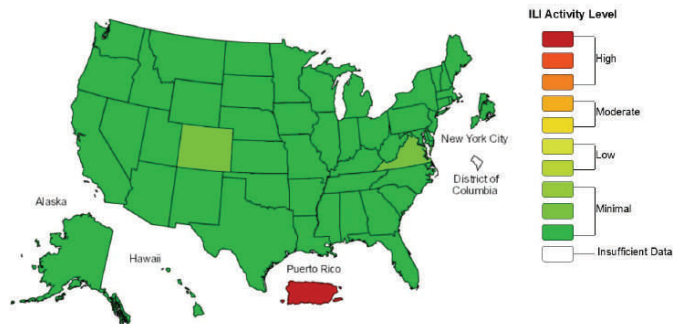 ILI Activity Level
High
Moderate
Low
Minimal
Insufficient Data
New York City
District of
Columbia
Alaska
Hawaii
Puerto Rico